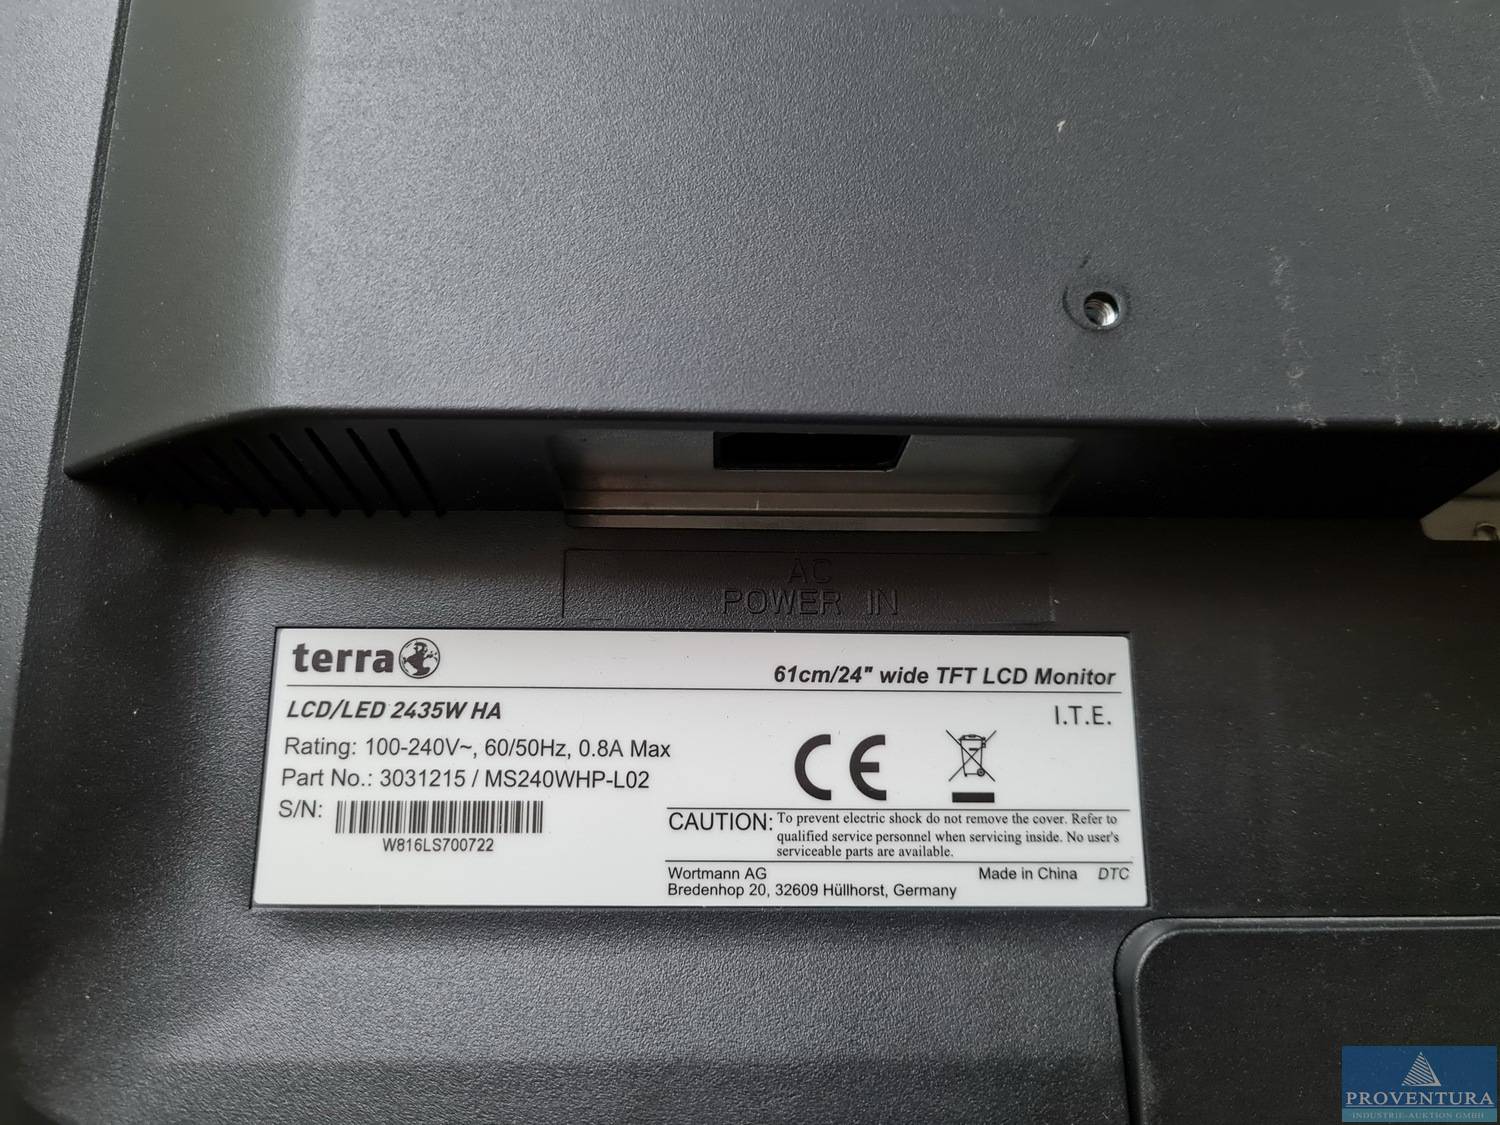 AC
POWER IN
terra
61cm/24" wide TFT LCD Monitor
LCD/LED 2435W HA
I.T.E.
Rating: 100-240V~, 60/50Hz, 0.8A Max
Part No.: 3031215 / MS240WHP-L02
S/N:
W816LS700722
CE
CAUTION: To prevent electric shock do not remove the cover. Refer to
qualified service personnel when servicing inside. No user's
serviceable parts are available.
Wortmann AG
Made in China DTC
Bredenhop 20, 32609 Hüllhorst, Germany
PROVENTURA
INDUSTRIE-AUKTION GMBH